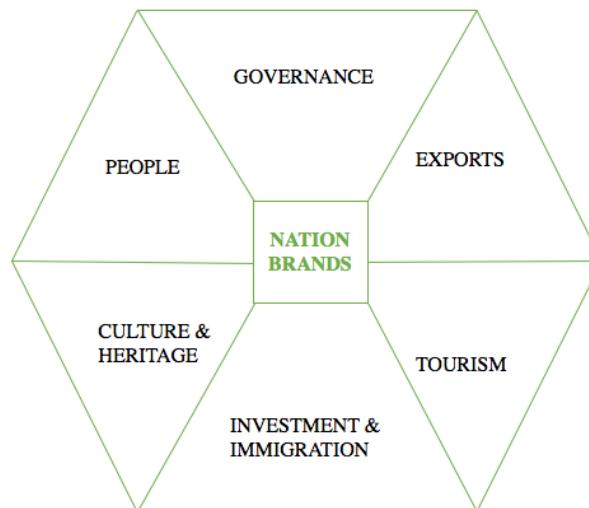 GOVERNANCE
PEOPLE
EXPORTS
NATION
BRANDS
CULTURE &
HERITAGE
TOURISM
INVESTMENT &
IMMIGRATION